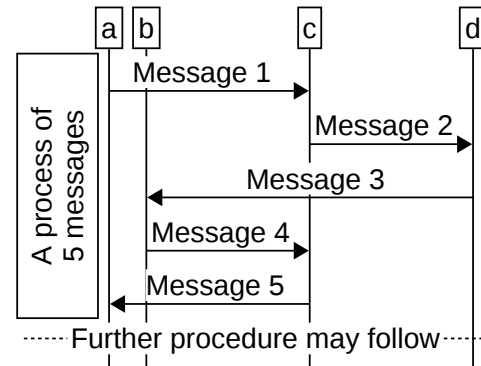 a b c d
Message 1
Message 2
Message 3
Message 4
Message 5
A process of
5 messages
Further procedure may follow